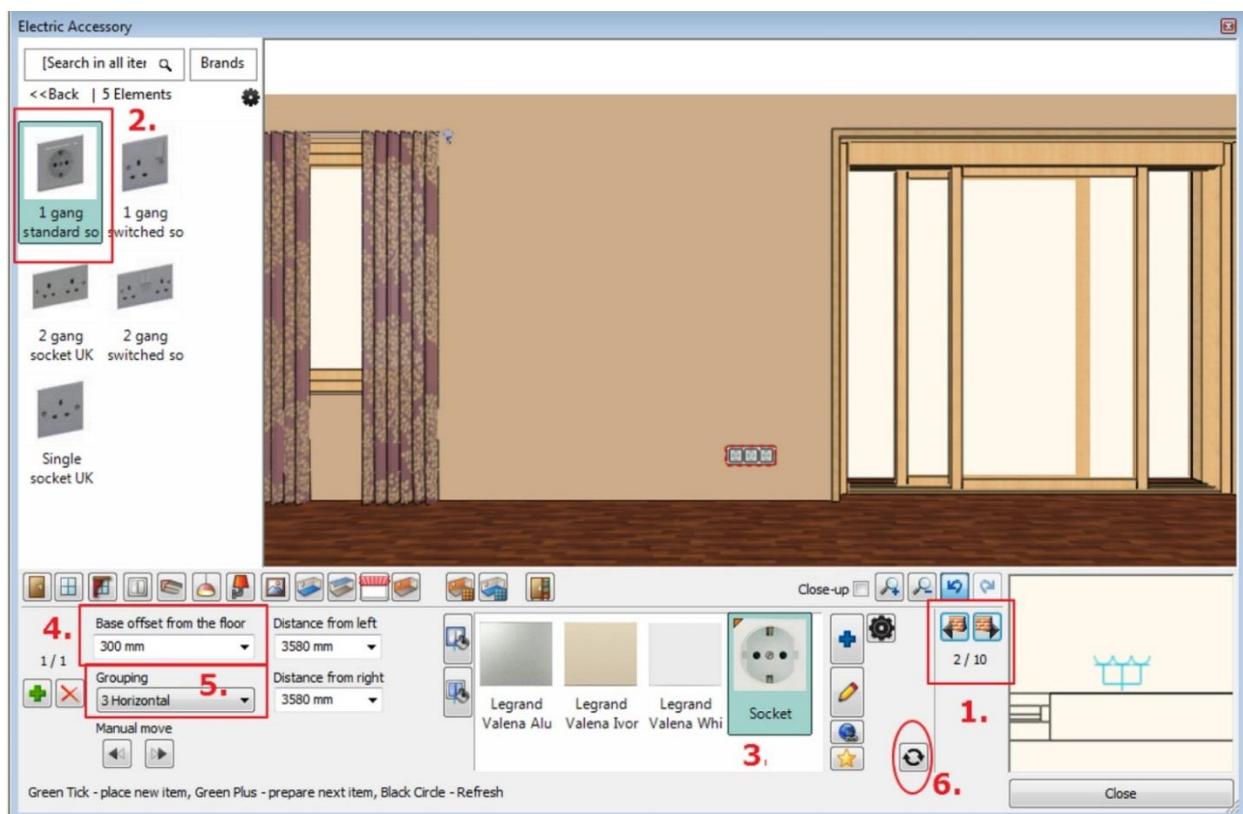 Electric Accessory
[Search in all iter
Brands
<<Back | 5 Elements
2.
1 gang
standard so
1 gang
switched so
2 gang
socket UK
2 gang
switched so
Single
socket UK
Close-up
4.
Base offset from the floor
300 mm
Distance from left
3580 mm
1 / 1
Grouping
5.
3 Horizontal
Distance from right
3580 mm
Manual move
Legrand
Valena Alu
Legrand
Valena Ivor
Legrand
Valena Whi
Socket
3.
2 / 10
1.
6.
Green Tick - place new item, Green Plus - prepare next item, Black Circle - Refresh
Close